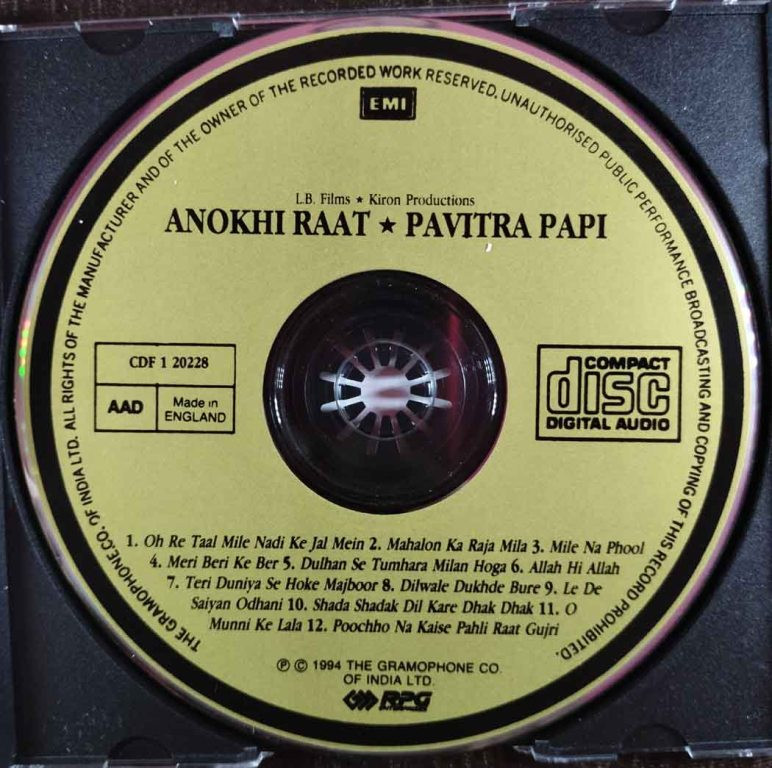 THE GRAMOPHONE CO. OF INDIA LTD. ALL RIGHTS OF THE MANUFACTURER AND OF THE OWNER OF THE RECORDED WORK RESERVED. UNAUTHORISED PUBLIC PERFORMANCE BROADCASTING AND COPYING OF THIS RECORD PROHIBITED.
EMI
L.B. Films ★ Kiron Productions
ANOKHI RAAT ★ PAVITRA PAPI
CDF 1 20228
AAD
Made in
ENGLAND
COMPACT
disc
DIGITAL AUDIO
1. Oh Re Taal Mile Nadi Ke Jal Mein 2. Mahalon Ka Raja Mila 3. Mile Na Phool
4. Meri Beri Ke Ber 5. Dulhan Se Tumhara Milan Hoga 6. Allah Hi Allah
7. Teri Duniya Se Hoke Majboor 8. Dilwale Dukhde Bure 9. Le De
Saiyan Odhani 10. Shada Shadak Dil Kare Dhak Dhak 11. O
Munni Ke Lala 12. Poochho Na Kaise Pahli Raat Gujri
℗ © 1994 THE GRAMOPHONE CO.
OF INDIA LTD.
RPG
ENTERPRISES